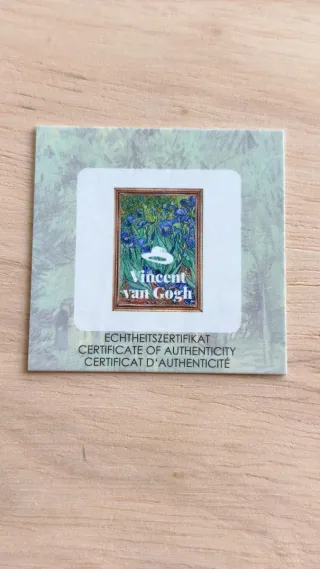 Vincent
van Gogh
ECHTHEITSZERTIFIKAT
CERTIFICATE OF AUTHENTICITY
CERTIFICAT D'AUTHENTICITÉ